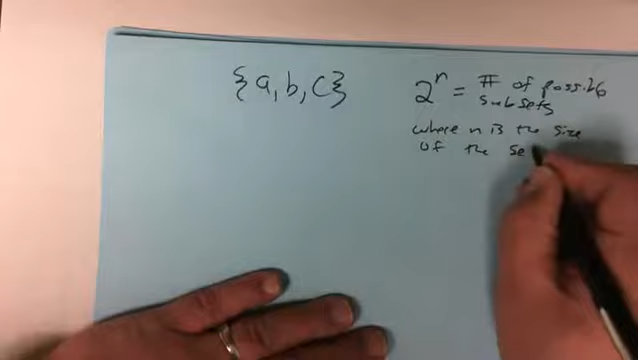 {a, b, c}
2^n = # of possible
subsets
where n is the size
of the se